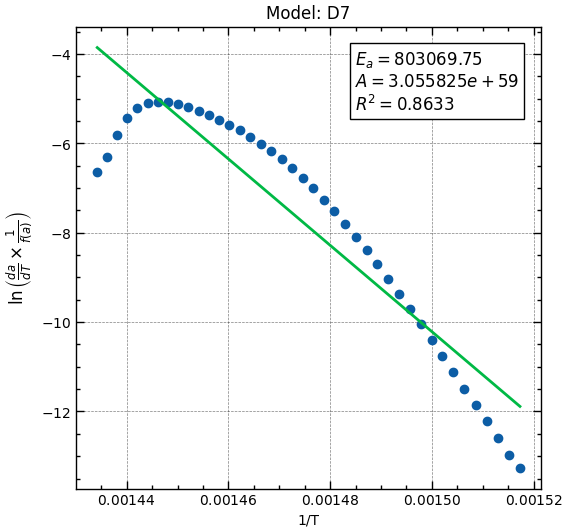 Model: D7
E_a = 803069.75
A = 3.055825e + 59
R^2 = 0.8633
ln(da/dT × 1/f(a))
−4
−6
−8
−10
−12
0.00144 0.00146 0.00148 0.00150 0.00152
1/T